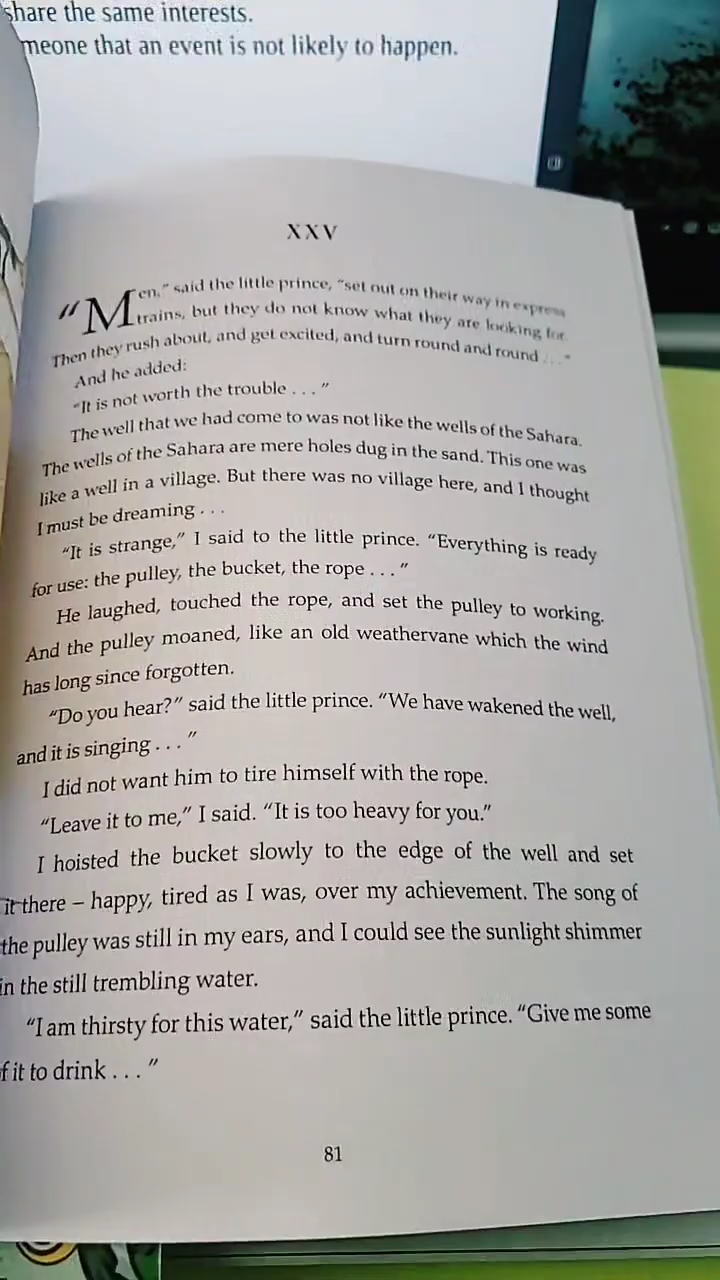 share the same interests.
meone that an event is not likely to happen.
XXV
“Men,” said the little prince, “set out on their way in express
trains, but they do not know what they are looking for.
Then they rush about, and get excited, and turn round and round . . .”
And he added:
“It is not worth the trouble . . .”
The well that we had come to was not like the wells of the Sahara.
The wells of the Sahara are mere holes dug in the sand. This one was
like a well in a village. But there was no village here, and I thought
I must be dreaming . . .
“It is strange,” I said to the little prince. “Everything is ready
for use: the pulley, the bucket, the rope . . .”
He laughed, touched the rope, and set the pulley to working.
And the pulley moaned, like an old weathervane which the wind
has long since forgotten.
“Do you hear?” said the little prince. “We have wakened the well,
and it is singing . . .”
I did not want him to tire himself with the rope.
“Leave it to me,” I said. “It is too heavy for you.”
I hoisted the bucket slowly to the edge of the well and set
it there – happy, tired as I was, over my achievement. The song of
the pulley was still in my ears, and I could see the sunlight shimmer
in the still trembling water.
“I am thirsty for this water,” said the little prince. “Give me some
f it to drink . . .”
81